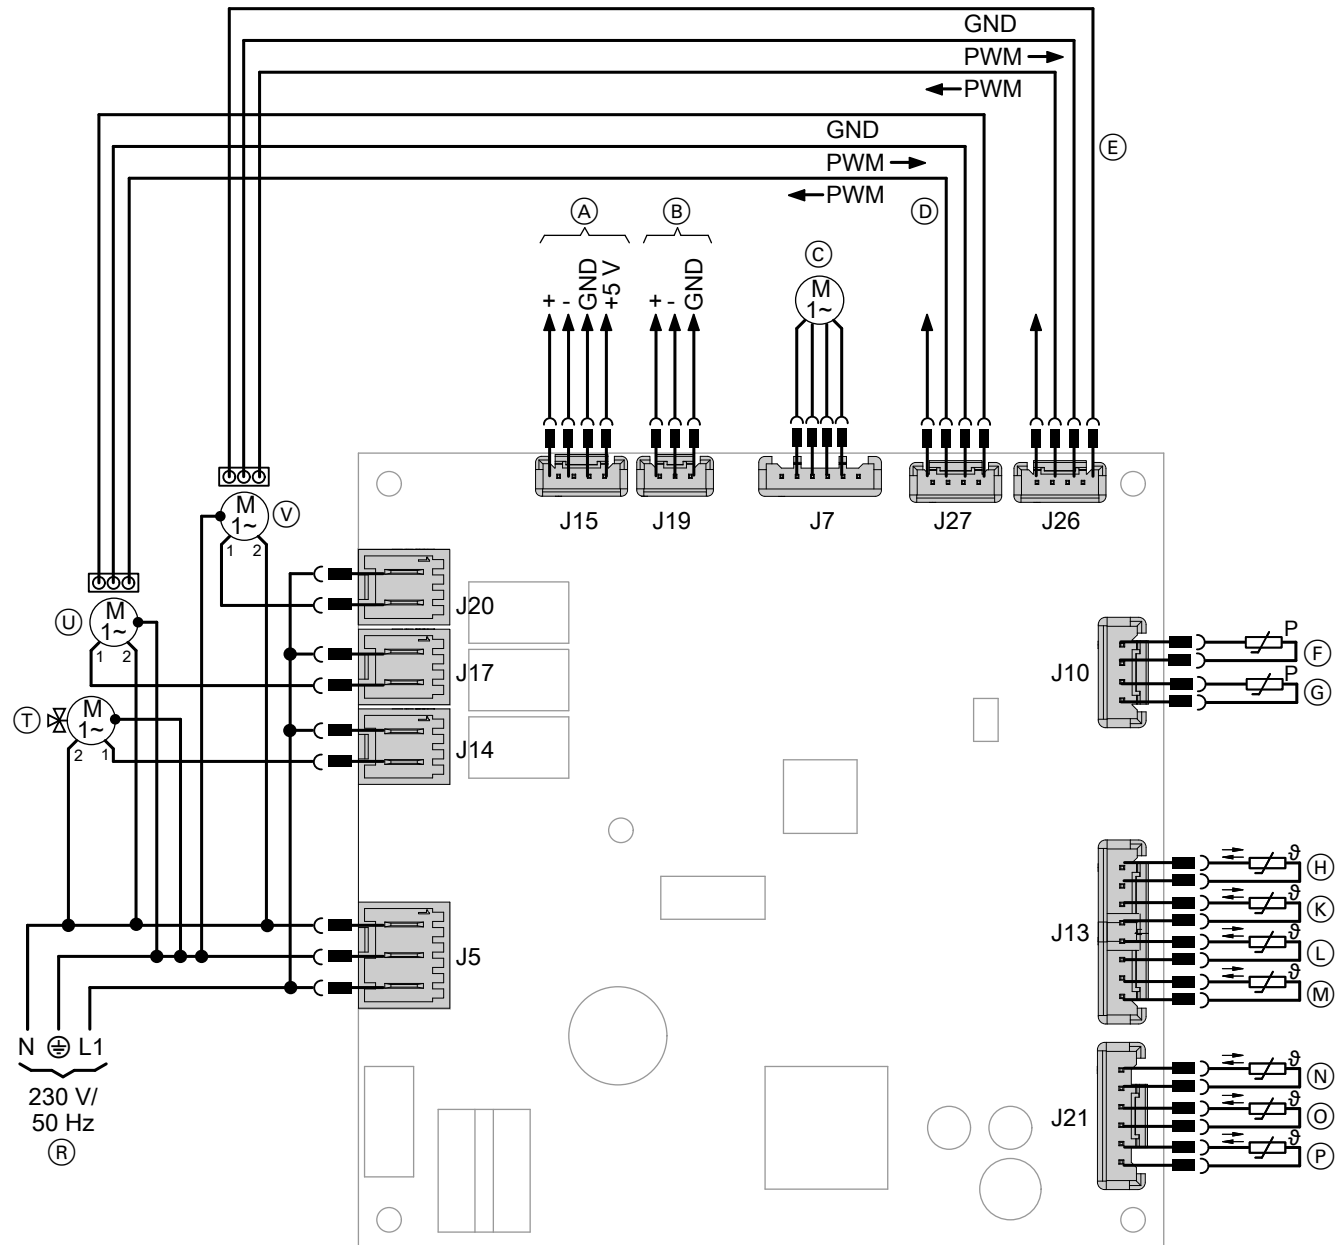 GND
PWM
PWM
E
GND
PWM
PWM
D
A
B
C
+ - GND +5 V
+ - GND
M
1~
J15
J19
J7
J27
J26
M
1~
V
1 2
J20
M
1~
U
1 2
J17
M
1~
T
2 1
J14
J10
P
F
P
G
J13
ϑ
H
ϑ
K
ϑ
L
ϑ
M
J5
J21
ϑ
N
ϑ
O
ϑ
P
N L1
230 V/
50 Hz
R